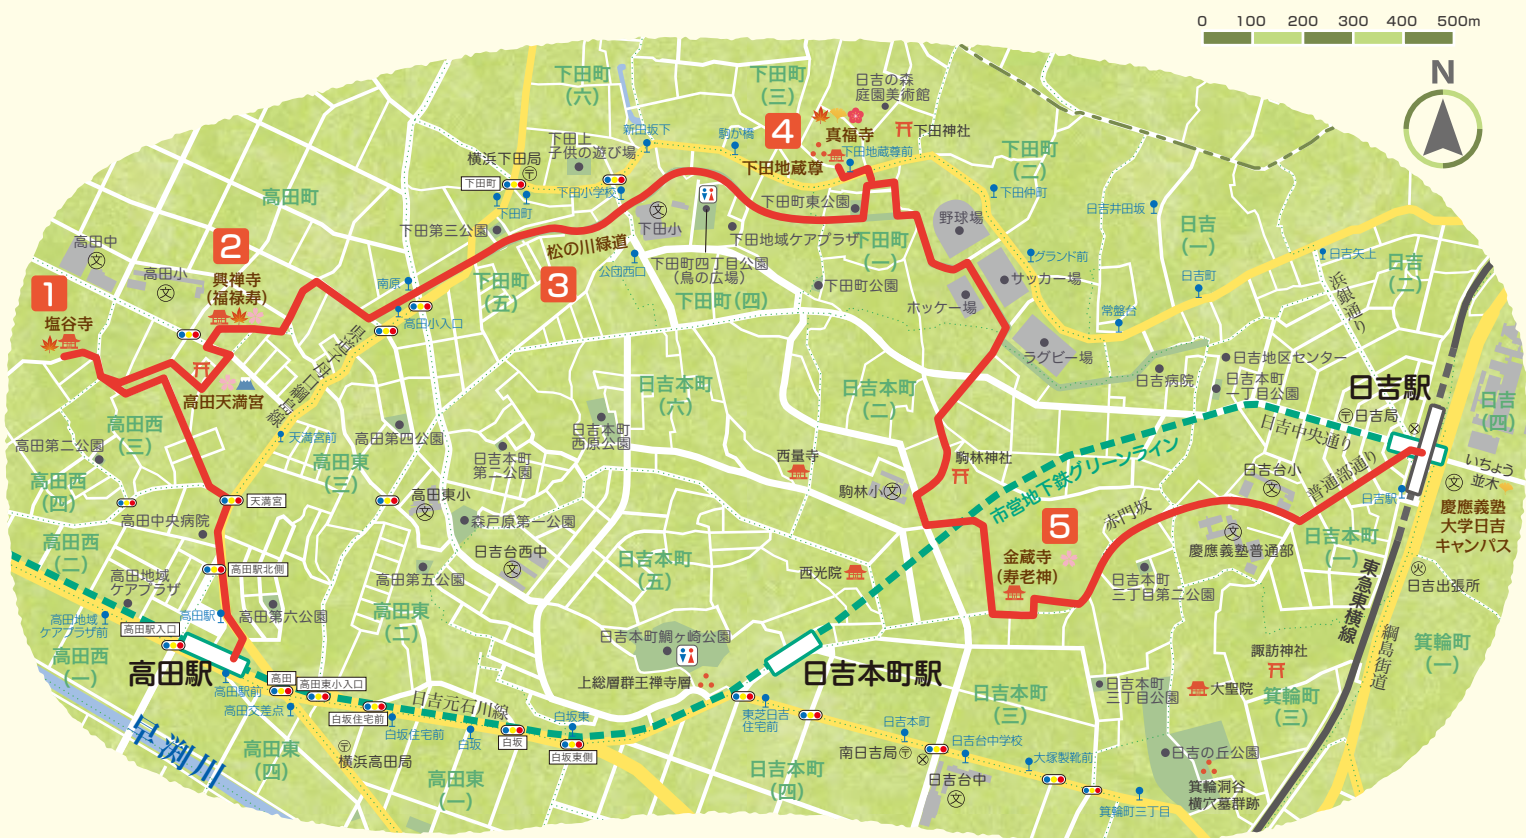 0 100 200 300 400 500m
N
下田町
(六)
下田町
(三)
日吉の森
庭園美術館
4
真福寺
下田神社
新田坂下
駒が橋
下田上
子供の遊び場
横浜下田局
下田町
下田町
下田小学校
下田地蔵尊
下田地蔵尊前
下田町
(二)
下田仲町
日吉井田坂
日吉
(一)
高田町
下田第三公園
文
下田小
下田町東公園
下田地域ケアプラザ
野球場
グランド前
日吉矢上
日吉
(二)
日吉町
浜銀通り
高田中
文
2
興禅寺
(福禄寿)
高田小
文
1
塩谷寺
南原
松の川緑道
3
公団西口
下田町
(五)
下田町四丁目公園
(鳥の広場)
下田町
(一)
下田町(四)
下田町公園
サッカー場
ホッケー場
常盤台
ラグビー場
高田小入口
県道子母口綱島線
高田天満宮
日吉本町
(六)
日吉本町
(二)
日吉病院
日吉地区センター
日吉本町
一丁目公園
日吉駅
日吉局
日吉
(四)
高田西
(三)
高田第二公園
高田西
(四)
天満宮前
高田第四公園
高田東
(三)
日吉本町
西原公園
日吉本町
第二公園
西量寺
駒林小
文
駒林神社
市営地下鉄グリーンライン
日吉中央通り
普通部通り
日吉台小
文
いちょう
並木
文
日吉駅
慶應義塾
大学日吉
キャンパス
天満宮
高田東小
文
高田中央病院
森戸原第一公園
赤門坂
5
金蔵寺
(寿老神)
文
慶應義塾普通部
日吉本町
(一)
高田西
(二)
高田駅北側
日吉台西中
文
高田第五公園
日吉本町
(五)
西光院
日吉本町
三丁目第二公園
東急東横線
火
日吉出張所
高田地域
ケアプラザ
高田地域
ケアプラザ前
高田駅
高田第六公園
高田駅入口
高田東
(二)
日吉本町鯛ヶ崎公園
綱島街道
箕輪町
(一)
高田西
(一)
高田駅
高田駅前
高田
高田東小入口
上総層群王禅寺層
日吉本町駅
日吉本町
(三)
日吉本町
三丁目公園
諏訪神社
大聖院
箕輪町
(三)
高田交差点
白坂住宅前
白坂住宅前
日吉元石川線
白坂
白坂
白坂東
白坂東側
東芝日吉
住宅前
日吉本町
早渕川
高田東
(四)
横浜高田局
高田東
(一)
日吉本町
(四)
南日吉局
日吉台中学校
日吉台中
文
大塚製靴前
日吉の丘公園
箕輪洞谷
横穴墓群跡
箕輪町三丁目